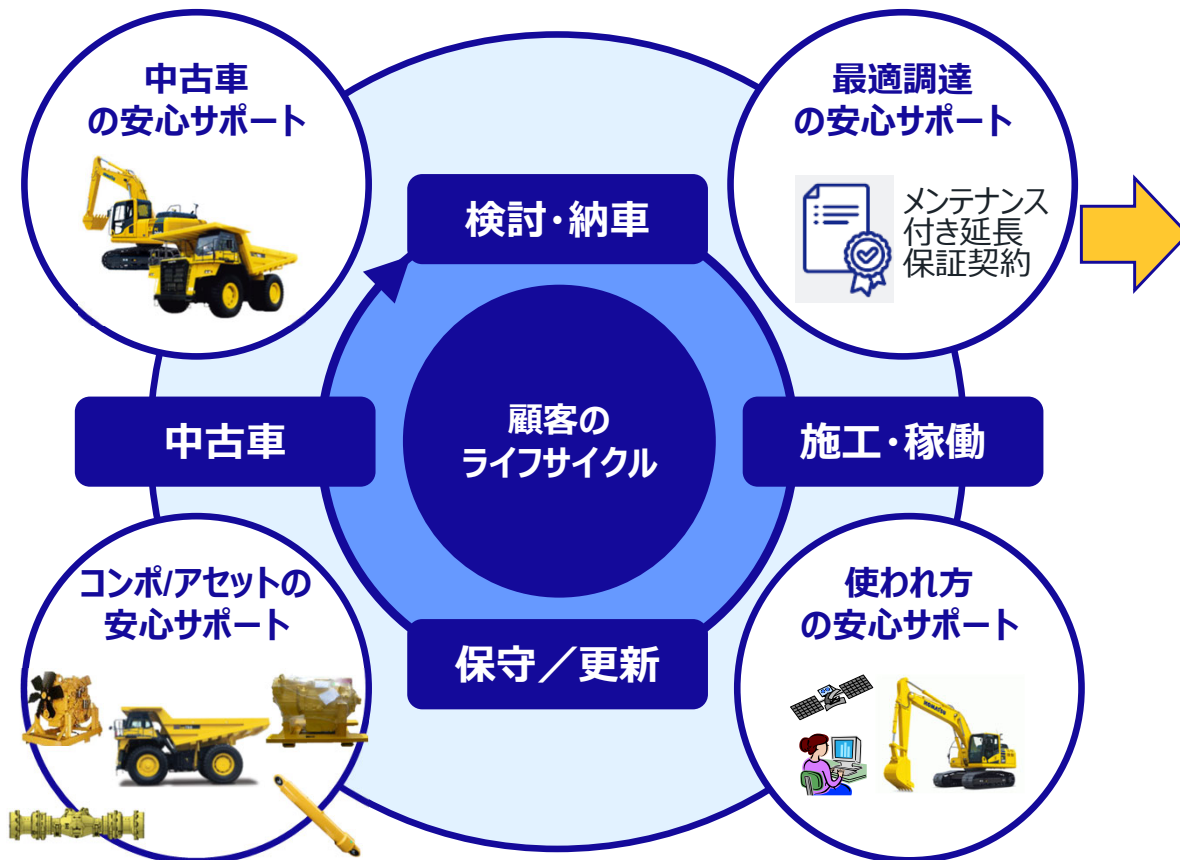 中古車
の安心サポート
最適調達
の安心サポート
メンテナンス
付き延長
保証契約
検討・納車
中古車
顧客の
ライフサイクル
施工・稼働
コンポ/アセットの
安心サポート
保守／更新
使われ方
の安心サポート
KOMATSU